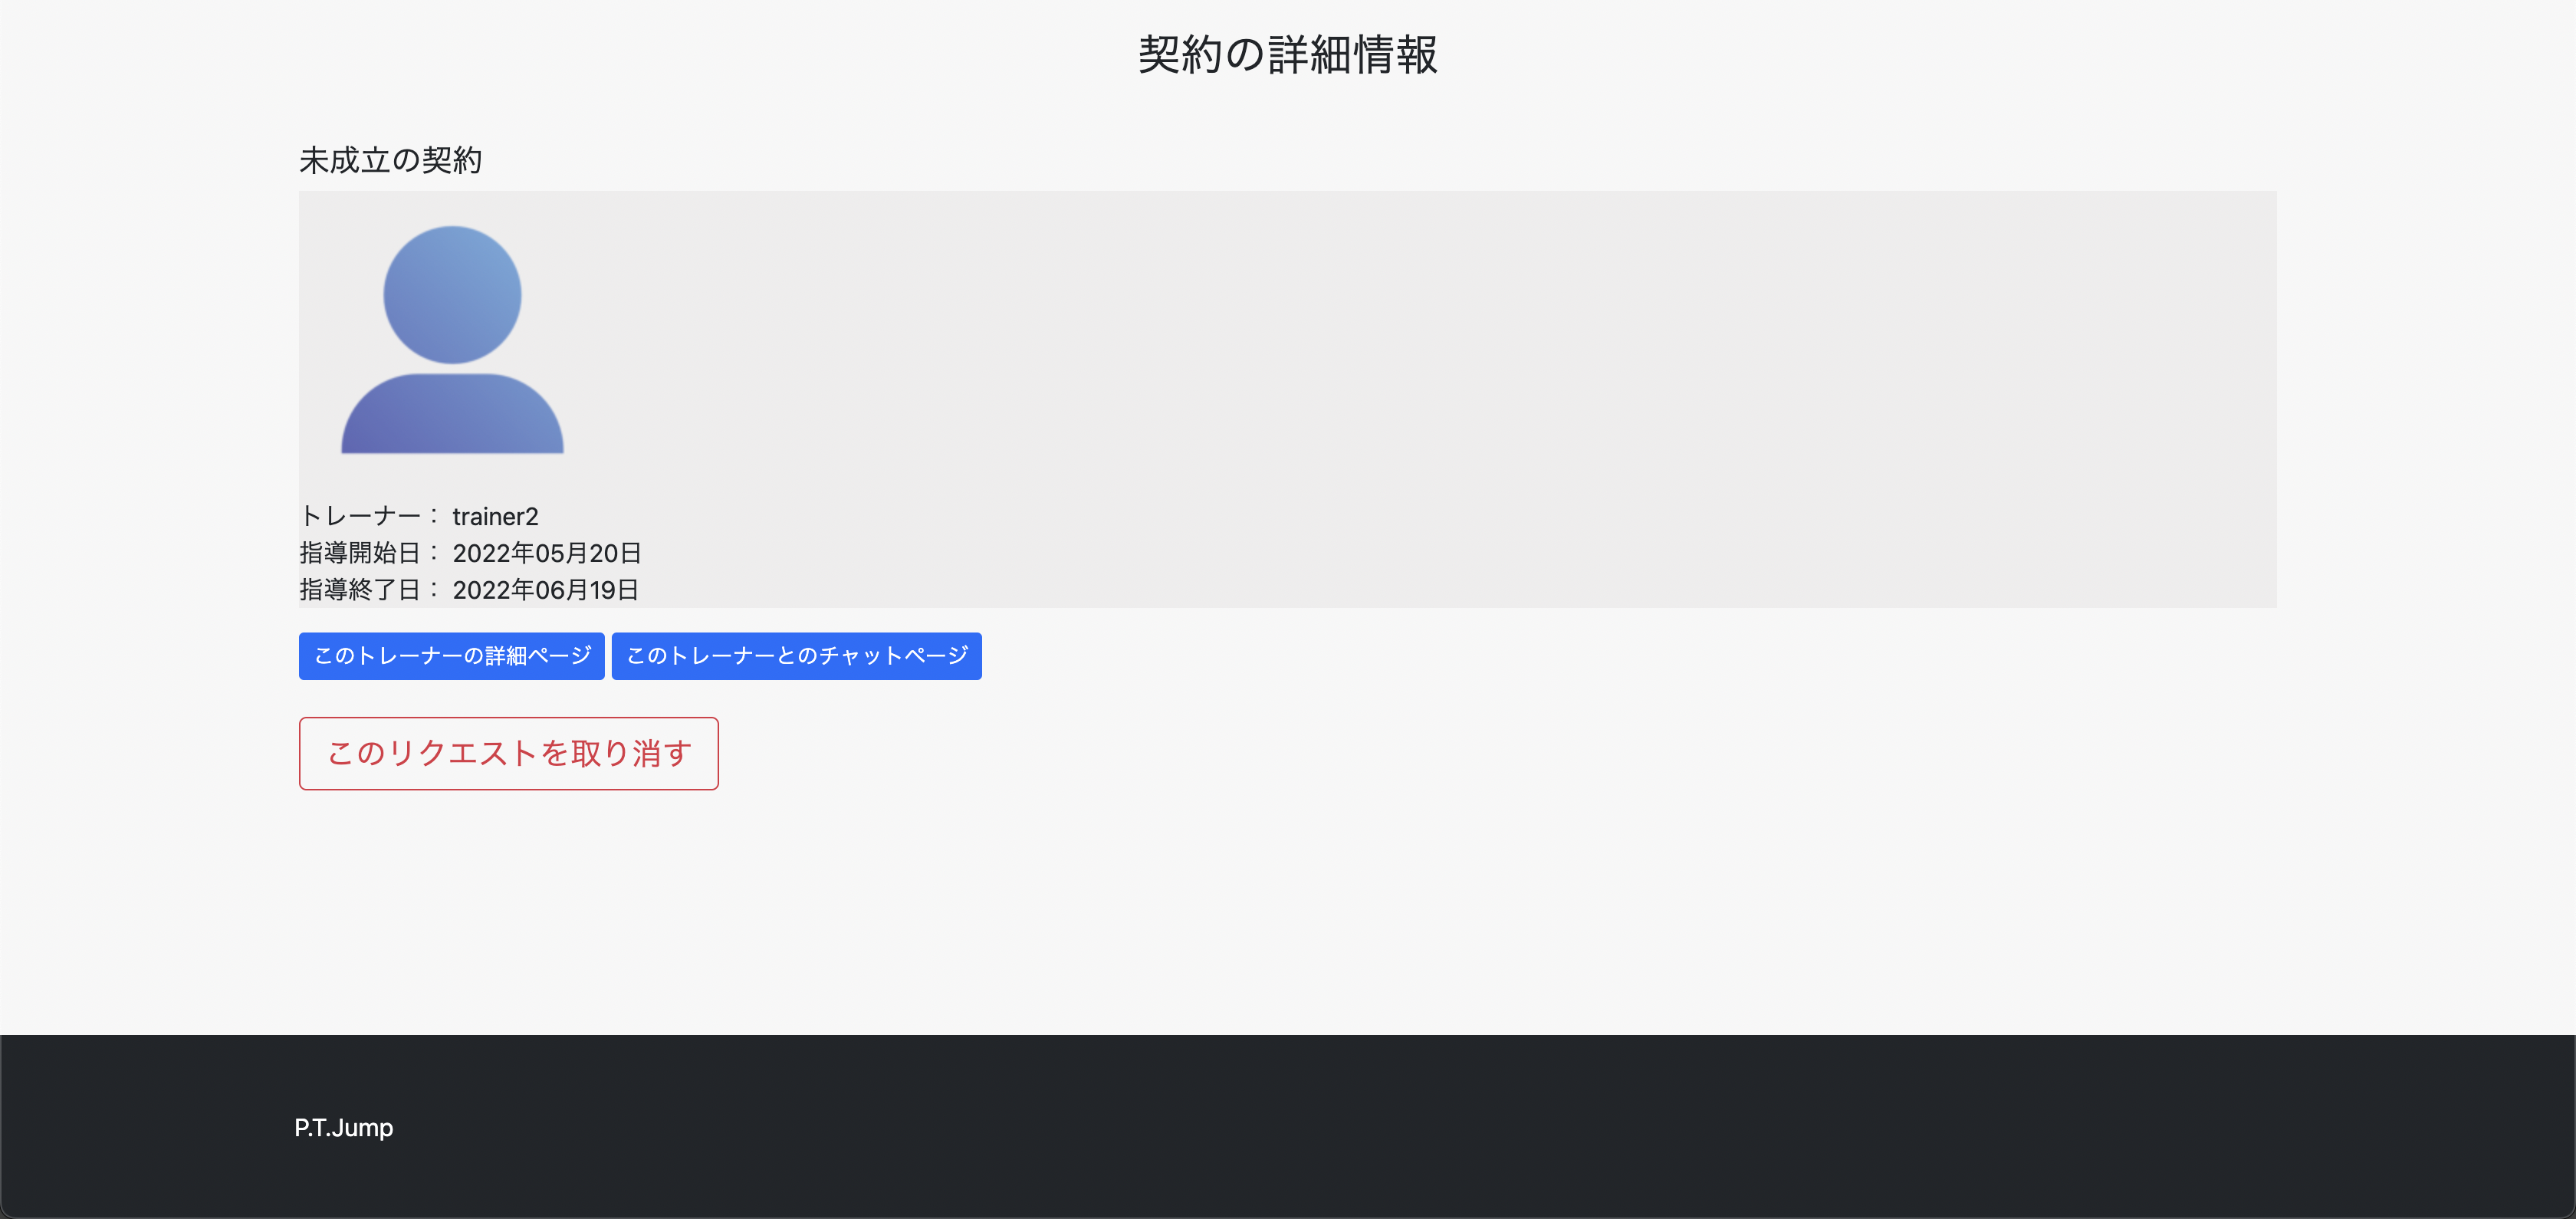 契約の詳細情報
未成立の契約
トレーナー： trainer2
指導開始日： 2022年05月20日
指導終了日： 2022年06月19日
このトレーナーの詳細ページ このトレーナーとのチャットページ
このリクエストを取り消す
P.T.Jump